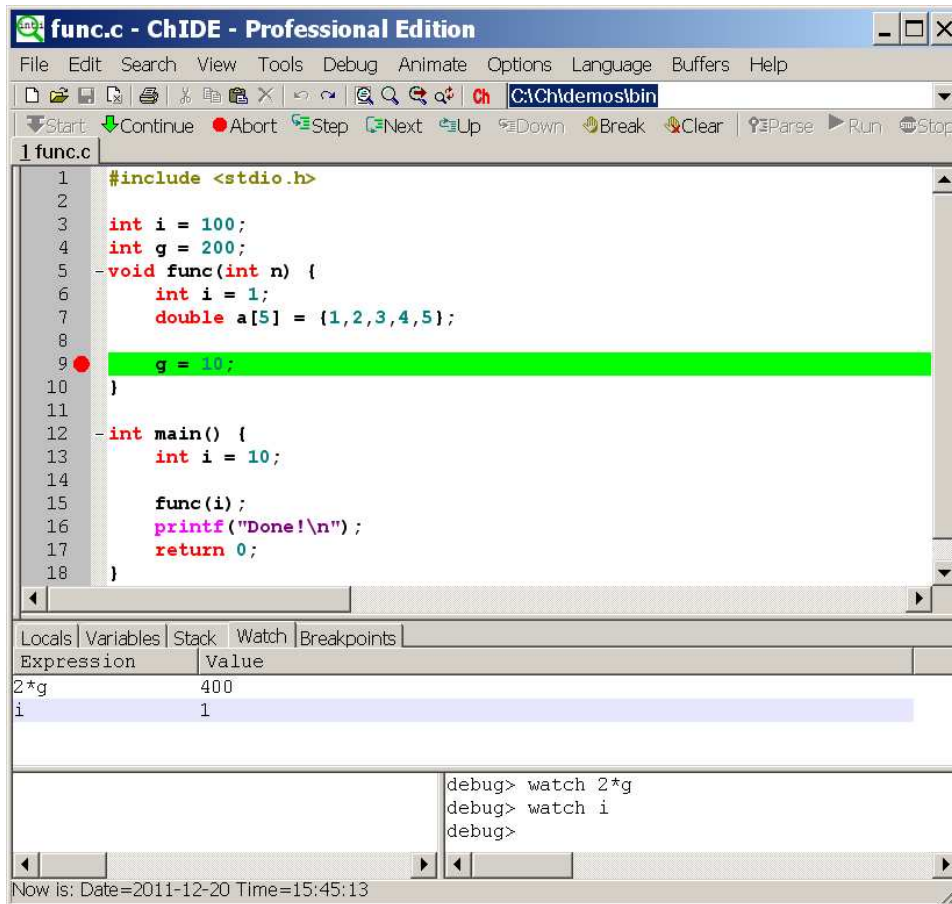 func.c - ChIDE - Professional Edition
File Edit Search View Tools Debug Animate Options Language Buffers Help
Ch C:\Ch\demos\bin
Start Continue Abort Step Next Up Down Break Clear Parse Run Stop
1 func.c
1 #include <stdio.h>
2
3 int i = 100;
4 int g = 200;
5 void func(int n) {
6 int i = 1;
7 double a[5] = {1,2,3,4,5};
8
9 g = 10;
10 }
11
12 int main() {
13 int i = 10;
14
15 func(i);
16 printf("Done!\n");
17 return 0;
18 }
Locals Variables Stack Watch Breakpoints
Expression Value
2*g 400
i 1
debug> watch 2*g
debug> watch i
debug>
Now is: Date=2011-12-20 Time=15:45:13